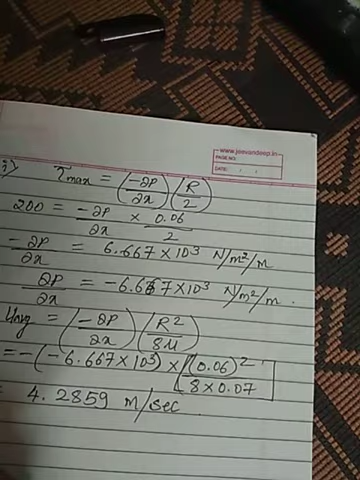 www.jeevandeep.in
PAGE NO:
DATE: / /
i) τmax = (-∂P/∂x) (R/2)
200 = -∂P/∂x × 0.06/2
-∂P/∂x = 6.667 × 10³ N/m²/m
∂P/∂x = -6.667 × 10³ N/m²/m.
Uavg = (-∂P/∂x) (R²/8μ)
= -(-6.667 × 10³) × [(0.06)²/8 × 0.07]
= 4.2859 m/sec